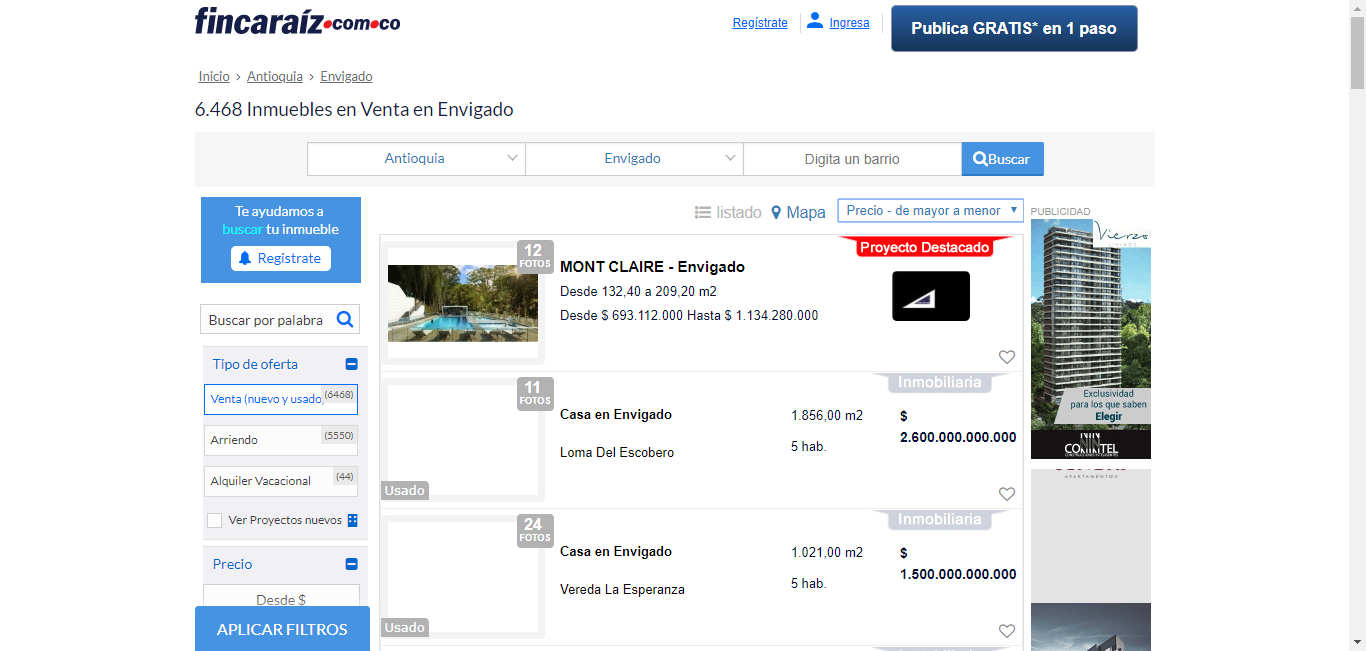 fincaraíz.com.co
Regístrate
Ingresa
Publica GRATIS* en 1 paso
Inicio > Antioquia > Envigado
6.468 Inmuebles en Venta en Envigado
Antioquia
Envigado
Digita un barrio
Buscar
Te ayudamos a
buscar tu inmueble
Registrate
listado
Mapa
Precio - de mayor a menor
PUBLICIDAD
Buscar por palabra
Tipo de oferta
Venta (nuevo y usado) (6468)
Arriendo (5550)
Alquiler Vacacional (44)
Ver Proyectos nuevos
Precio
Desde $
APLICAR FILTROS
12
FOTOS
Proyecto Destacado
MONT CLAIRE - Envigado
Desde 132,40 a 209,20 m2
Desde $ 693.112.000 Hasta $ 1.134.280.000
11
FOTOS
Inmobiliaria
Casa en Envigado
1.856,00 m2
$
2.600.000.000.000
Loma Del Escobero
5 hab.
Usado
24
FOTOS
Inmobiliaria
Casa en Envigado
1.021,00 m2
$
1.500.000.000.000
Vereda La Esperanza
5 hab.
Usado
Vierzo
Exclusividad
para los que saben
Elegir
CONINTEL
CONSTRUCCIONES INTELIGENTES
APARTAMENTOS